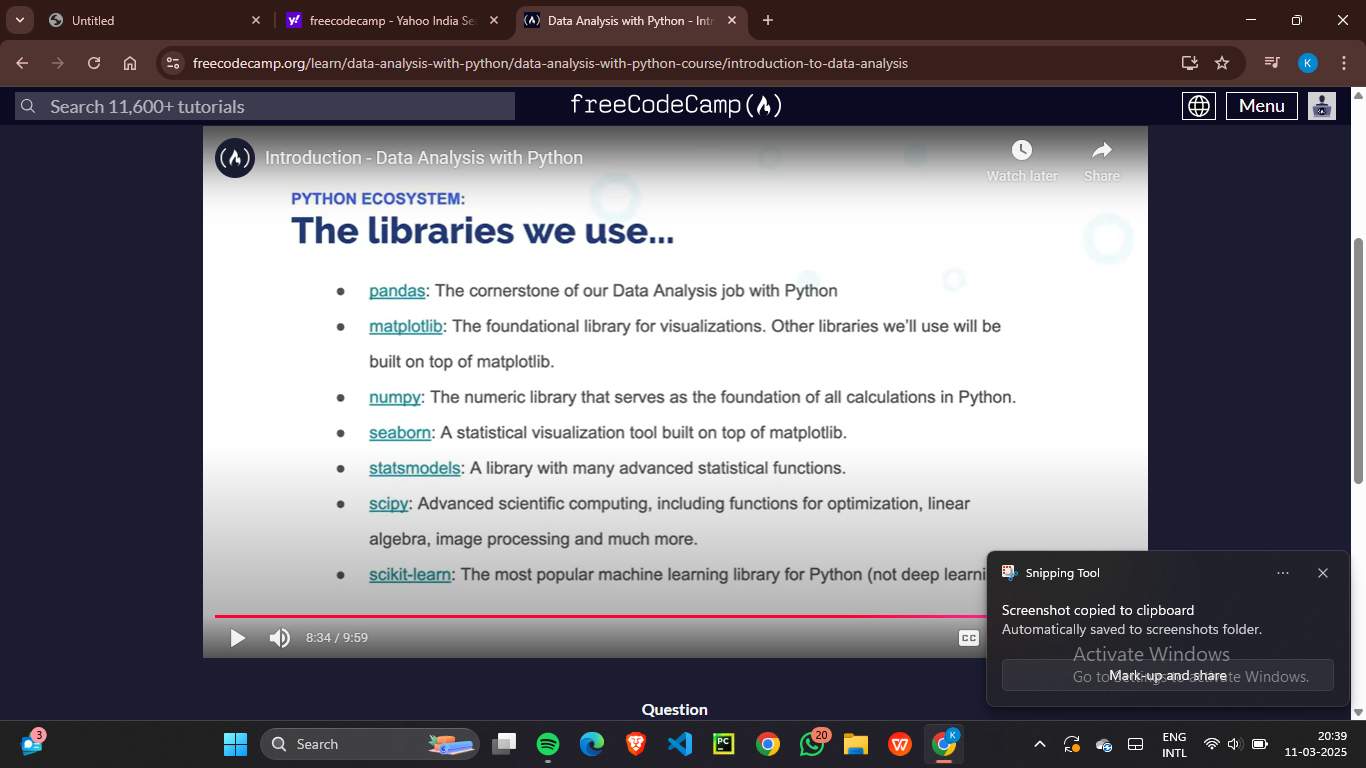 Untitled
freecodecamp - Yahoo India Se
Data Analysis with Python - Intr
freecodecamp.org/learn/data-analysis-with-python/data-analysis-with-python-course/introduction-to-data-analysis
K
Search 11,600+ tutorials
freeCodeCamp
Menu
Introduction - Data Analysis with Python
Watch later
Share
PYTHON ECOSYSTEM:
The libraries we use...
● pandas: The cornerstone of our Data Analysis job with Python
● matplotlib: The foundational library for visualizations. Other libraries we'll use will be
built on top of matplotlib.
● numpy: The numeric library that serves as the foundation of all calculations in Python.
● seaborn: A statistical visualization tool built on top of matplotlib.
● statsmodels: A library with many advanced statistical functions.
● scipy: Advanced scientific computing, including functions for optimization, linear
algebra, image processing and much more.
● scikit-learn: The most popular machine learning library for Python (not deep learni
8:34 / 9:59
CC
Snipping Tool
Screenshot copied to clipboard
Automatically saved to screenshots folder.
Activate Windows
Go to Settings to activate Windows.
Mark-up and share
Question
3
Search
PC
20
W
K
ENG
INTL
20:39
11-03-2025